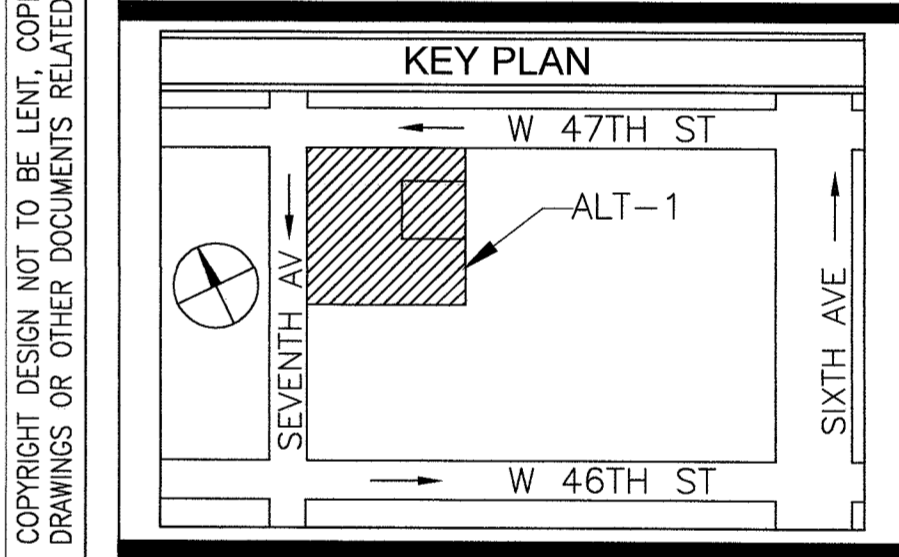 COPYRIGHT DESIGN NOT TO BE LENT,
DRAWINGS OR OTHER DOCUMENTS RELATED
KEY PLAN
W 47TH ST
ALT-1
SEVENTH AV
SIXTH AVE
W 46TH ST